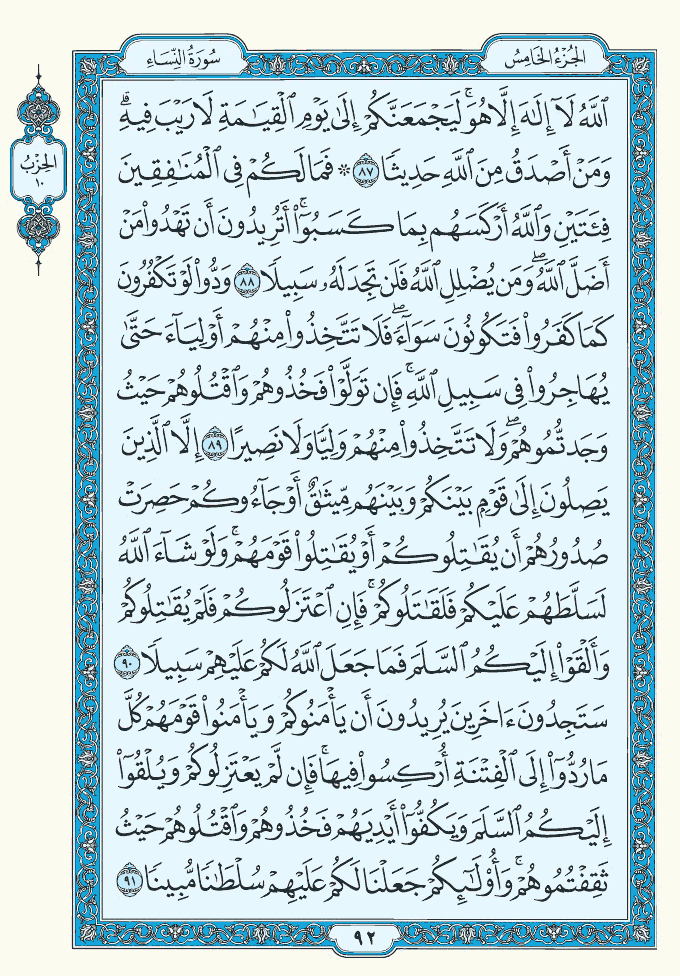 سُورَةُ النِّسَاءِ
الجُزْءُ الخَامِسُ
الحِزْبُ
١٠
ٱللَّهُ لَآ إِلَٰهَ إِلَّا هُوَۚ لَيَجْمَعَنَّكُمْ إِلَىٰ يَوْمِ ٱلْقِيَٰمَةِ لَا رَيْبَ فِيهِۗ
وَمَنْ أَصْدَقُ مِنَ ٱللَّهِ حَدِيثًا ٨٧ ۞ فَمَا لَكُمْ فِى ٱلْمُنَٰفِقِينَ
فِئَتَيْنِ وَٱللَّهُ أَرْكَسَهُم بِمَا كَسَبُوٓا۟ۚ أَتُرِيدُونَ أَن تَهْدُوا۟ مَنْ
أَضَلَّ ٱللَّهُۖ وَمَن يُضْلِلِ ٱللَّهُ فَلَن تَجِدَ لَهُۥ سَبِيلًا ٨٨ وَدُّوا۟ لَوْ تَكْفُرُونَ
كَمَا كَفَرُوا۟ فَتَكُونُونَ سَوَآءًۖ فَلَا تَتَّخِذُوا۟ مِنْهُمْ أَوْلِيَآءَ حَتَّىٰ
يُهَاجِرُوا۟ فِى سَبِيلِ ٱللَّهِۚ فَإِن تَوَلَّوْا۟ فَخُذُوهُمْ وَٱقْتُلُوهُمْ حَيْثُ
وَجَدتُّمُوهُمْۖ وَلَا تَتَّخِذُوا۟ مِنْهُمْ وَلِيًّا وَلَا نَصِيرًا ٨٩ إِلَّا ٱلَّذِينَ
يَصِلُونَ إِلَىٰ قَوْمٍۭ بَيْنَكُمْ وَبَيْنَهُم مِّيثَٰقٌ أَوْ جَآءُوكُمْ حَصِرَتْ
صُدُورُهُمْ أَن يُقَٰتِلُوكُمْ أَوْ يُقَٰتِلُوا۟ قَوْمَهُمْۚ وَلَوْ شَآءَ ٱللَّهُ
لَسَلَّطَهُمْ عَلَيْكُمْ فَلَقَٰتَلُوكُمْۚ فَإِنِ ٱعْتَزَلُوكُمْ فَلَمْ يُقَٰتِلُوكُمْ
وَأَلْقَوْا۟ إِلَيْكُمُ ٱلسَّلَمَ فَمَا جَعَلَ ٱللَّهُ لَكُمْ عَلَيْهِمْ سَبِيلًا ٩٠
سَتَجِدُونَ ءَاخَرِينَ يُرِيدُونَ أَن يَأْمَنُوكُمْ وَيَأْمَنُوا۟ قَوْمَهُمْ كُلَّ
مَا رُدُّوٓا۟ إِلَى ٱلْفِتْنَةِ أُرْكِسُوا۟ فِيهَاۚ فَإِن لَّمْ يَعْتَزِلُوكُمْ وَيُلْقُوٓا۟
إِلَيْكُمُ ٱلسَّلَمَ وَيَكُفُّوٓا۟ أَيْدِيَهُمْ فَخُذُوهُمْ وَٱقْتُلُوهُمْ حَيْثُ
ثَقِفْتُمُوهُمْۚ وَأُو۟لَٰٓئِكُمْ جَعَلْنَا لَكُمْ عَلَيْهِمْ سُلْطَٰنًا مُّبِينًا ٩١
٩٢